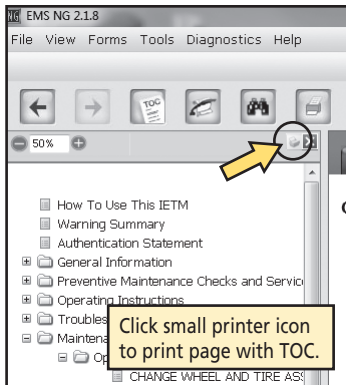 EMS NG 2.1.8
File View Forms Tools Diagnostics Help
TOC
50%
How To Use This IETM
Warning Summary
Authentication Statement
General Information
Preventive Maintenance Checks and Servic
Operating Instructions
Troubles
Maintena
Op
CHANGE WHEEL AND TIRE ASS
Click small printer icon
to print page with TOC.